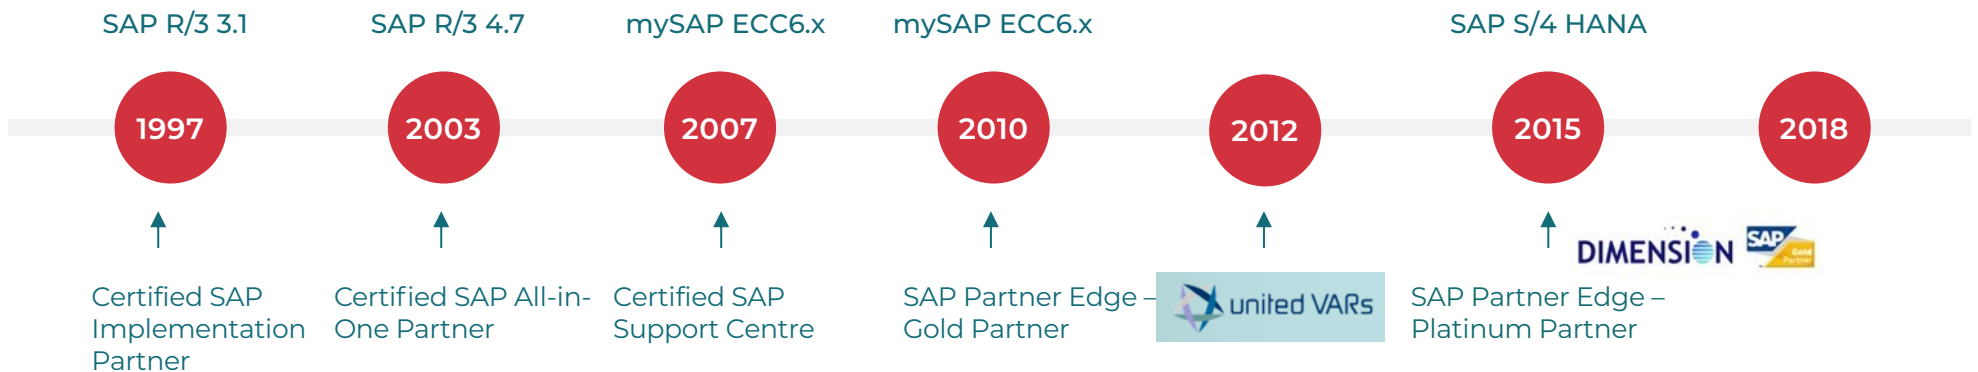 SAP R/3 3.1
SAP R/3 4.7
mySAP ECC6.x
mySAP ECC6.x
SAP S/4 HANA
1997
2003
2007
2010
2012
2015
2018
DIMENSION
SAP
Gold
Partner
Certified SAP
Implementation
Partner
Certified SAP All-in-
One Partner
Certified SAP
Support Centre
SAP Partner Edge –
Gold Partner
united VARs
SAP Partner Edge –
Platinum Partner